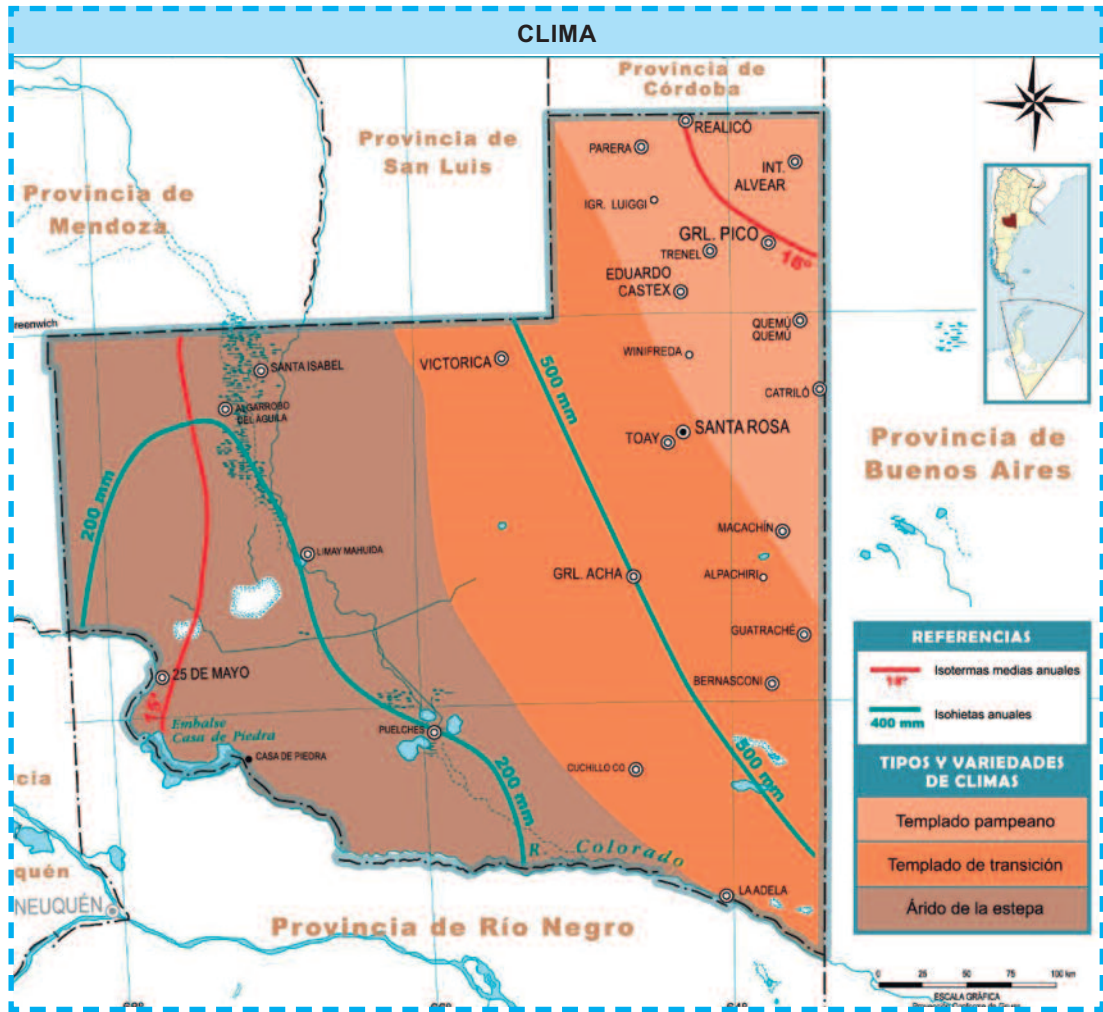 CLIMA
Provincia de
Córdoba
Provincia de
San Luis
Provincia de
Mendoza
REALICÓ
PARERA
INT.
ALVEAR
IGR. LUIGGI
GRL. PICO
TRENEL
18°
EDUARDO
CASTEX
reenwich
QUEMÚ
QUEMÚ
WINIFREDA
VICTORICA
500 mm
SANTA ISABEL
CATRILÓ
ALGARROBO
DEL AGUILA
SANTA ROSA
TOAY
Provincia de
Buenos Aires
200 mm
MACACHÍN
LIMAY MAHUIDA
GRL. ACHA
ALPACHIRI
GUATRACHÉ
25 DE MAYO
BERNASCONI
15°
Embalse
Casa de Piedra
PUELCHES
CASA DE PIEDRA
CUCHILLO CO
500 mm
200 mm
R. Colorado
LA ADELA
cia
quén
NEUQUÉN
Provincia de Río Negro
REFERENCIAS
Isotermas medias anuales
18°
Isohietas anuales
400 mm
TIPOS Y VARIEDADES
DE CLIMAS
Templado pampeano
Templado de transición
Árido de la estepa
0 25 50 75 100 km
ESCALA GRÁFICA